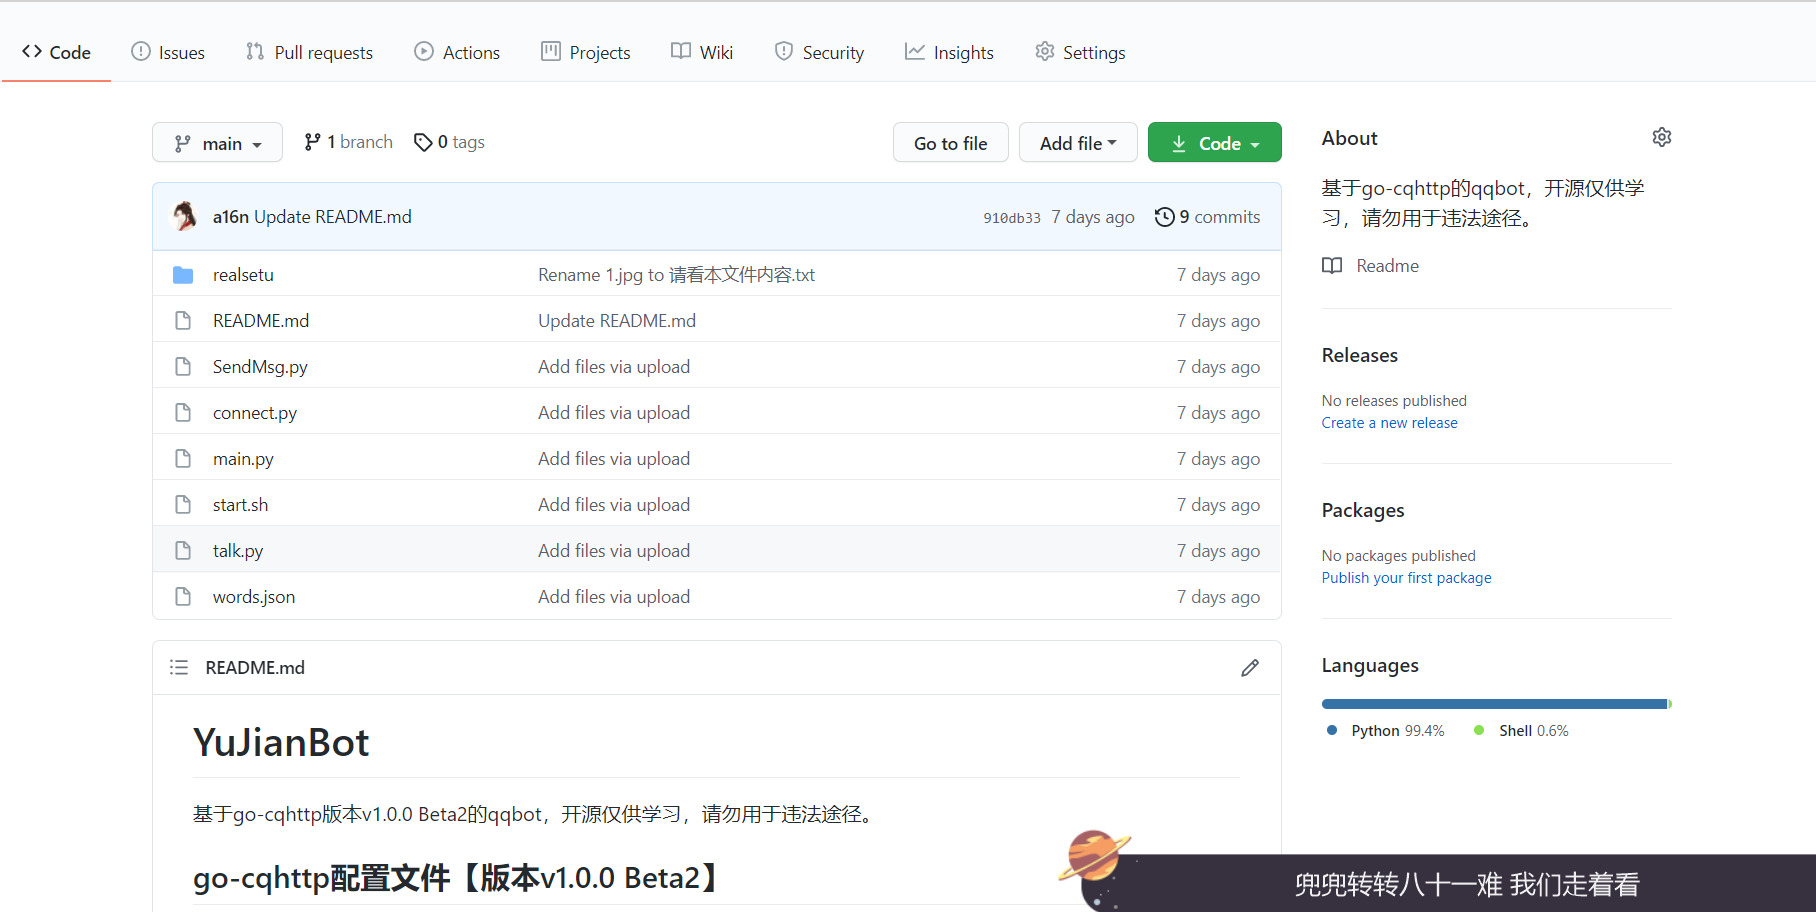 Code Issues Pull requests Actions Projects Wiki Security Insights Settings
main 1 branch 0 tags Go to file Add file Code
a16n Update README.md 910db33 7 days ago 9 commits
realsetu Rename 1.jpg to 请看本文件内容.txt 7 days ago
README.md Update README.md 7 days ago
SendMsg.py Add files via upload 7 days ago
connect.py Add files via upload 7 days ago
main.py Add files via upload 7 days ago
start.sh Add files via upload 7 days ago
talk.py Add files via upload 7 days ago
words.json Add files via upload 7 days ago
README.md
YuJianBot
基于go-cqhttp版本v1.0.0 Beta2的qqbot，开源仅供学习，请勿用于违法途径。
go-cqhttp配置文件【版本v1.0.0 Beta2】
About
基于go-cqhttp的qqbot，开源仅供学
习，请勿用于违法途径。
Readme
Releases
No releases published
Create a new release
Packages
No packages published
Publish your first package
Languages
Python 99.4% Shell 0.6%
兜兜转转八十一难 我们走着看